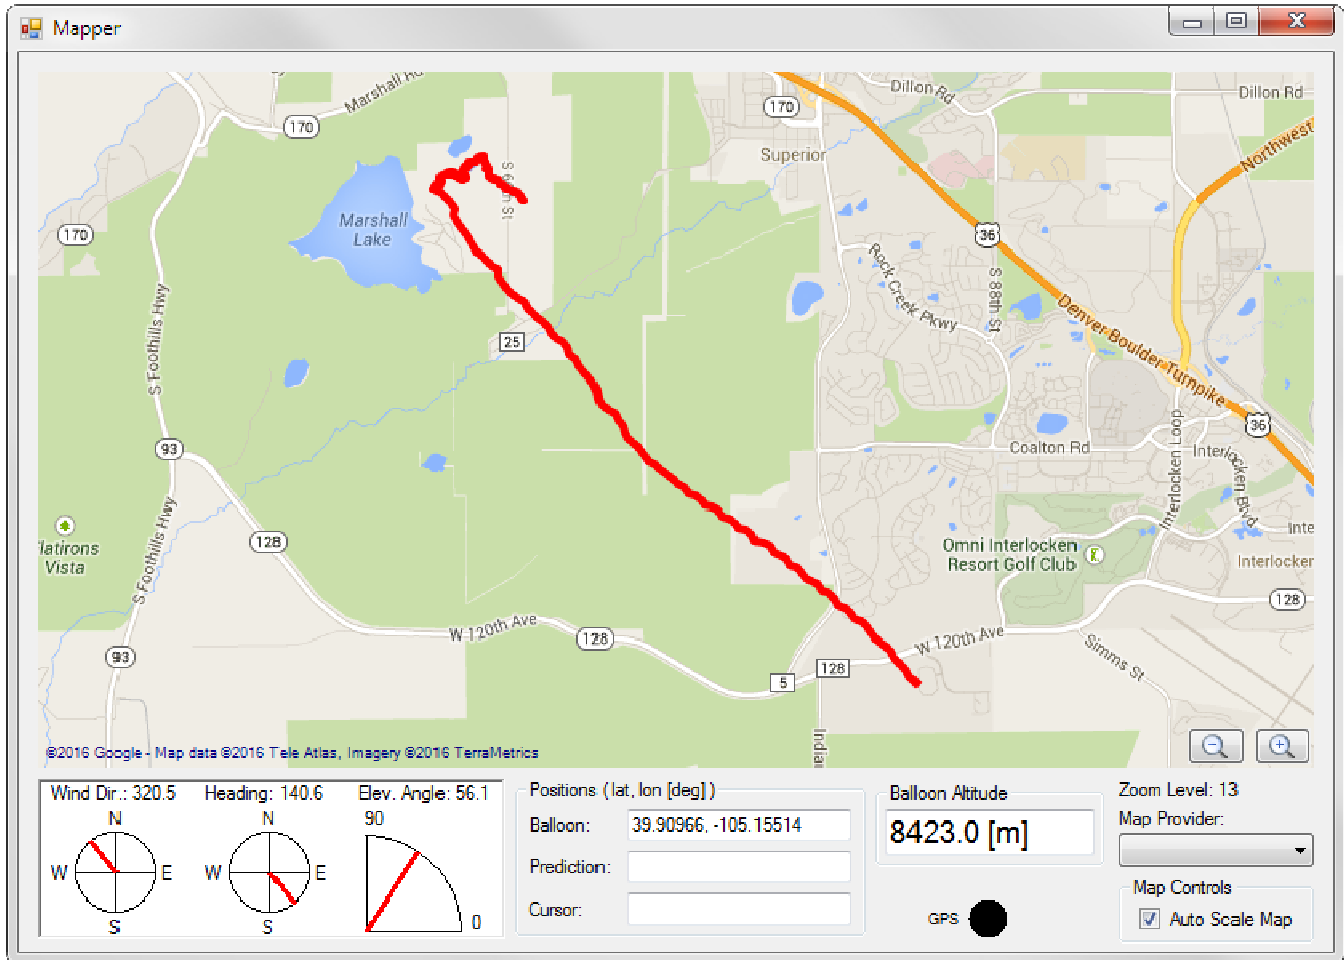 Mapper
Marshall Rd
170
170
Dillon Rd
Dillon Rd
Superior
Northwest
S 66th St
Marshall
Lake
170
36
S 88th St
Rock Creek Pkwy
Denver Boulder Turnpike
25
S Foothills Hwy
36
93
Coalton Rd
Interlocken Loop
Interlocken Blvd
S Foothills Hwy
latirons
Vista
128
Omni Interlocken
Resort Golf Club
Inte
Interlocken
128
W 120th Ave
128
W 120th Ave
Simms St
93
128
5
Indian
©2016 Google - Map data ©2016 Tele Atlas, Imagery ©2016 TerraMetrics
Wind Dir.: 320.5
Heading: 140.6
Elev. Angle: 56.1
N
W
E
S
N
W
E
S
90
0
Positions ( lat, lon [deg] )
Balloon:
39.90966, -105.15514
Prediction:
Cursor:
Balloon Altitude
8423.0 [m]
GPS
Zoom Level: 13
Map Provider:
Map Controls
Auto Scale Map